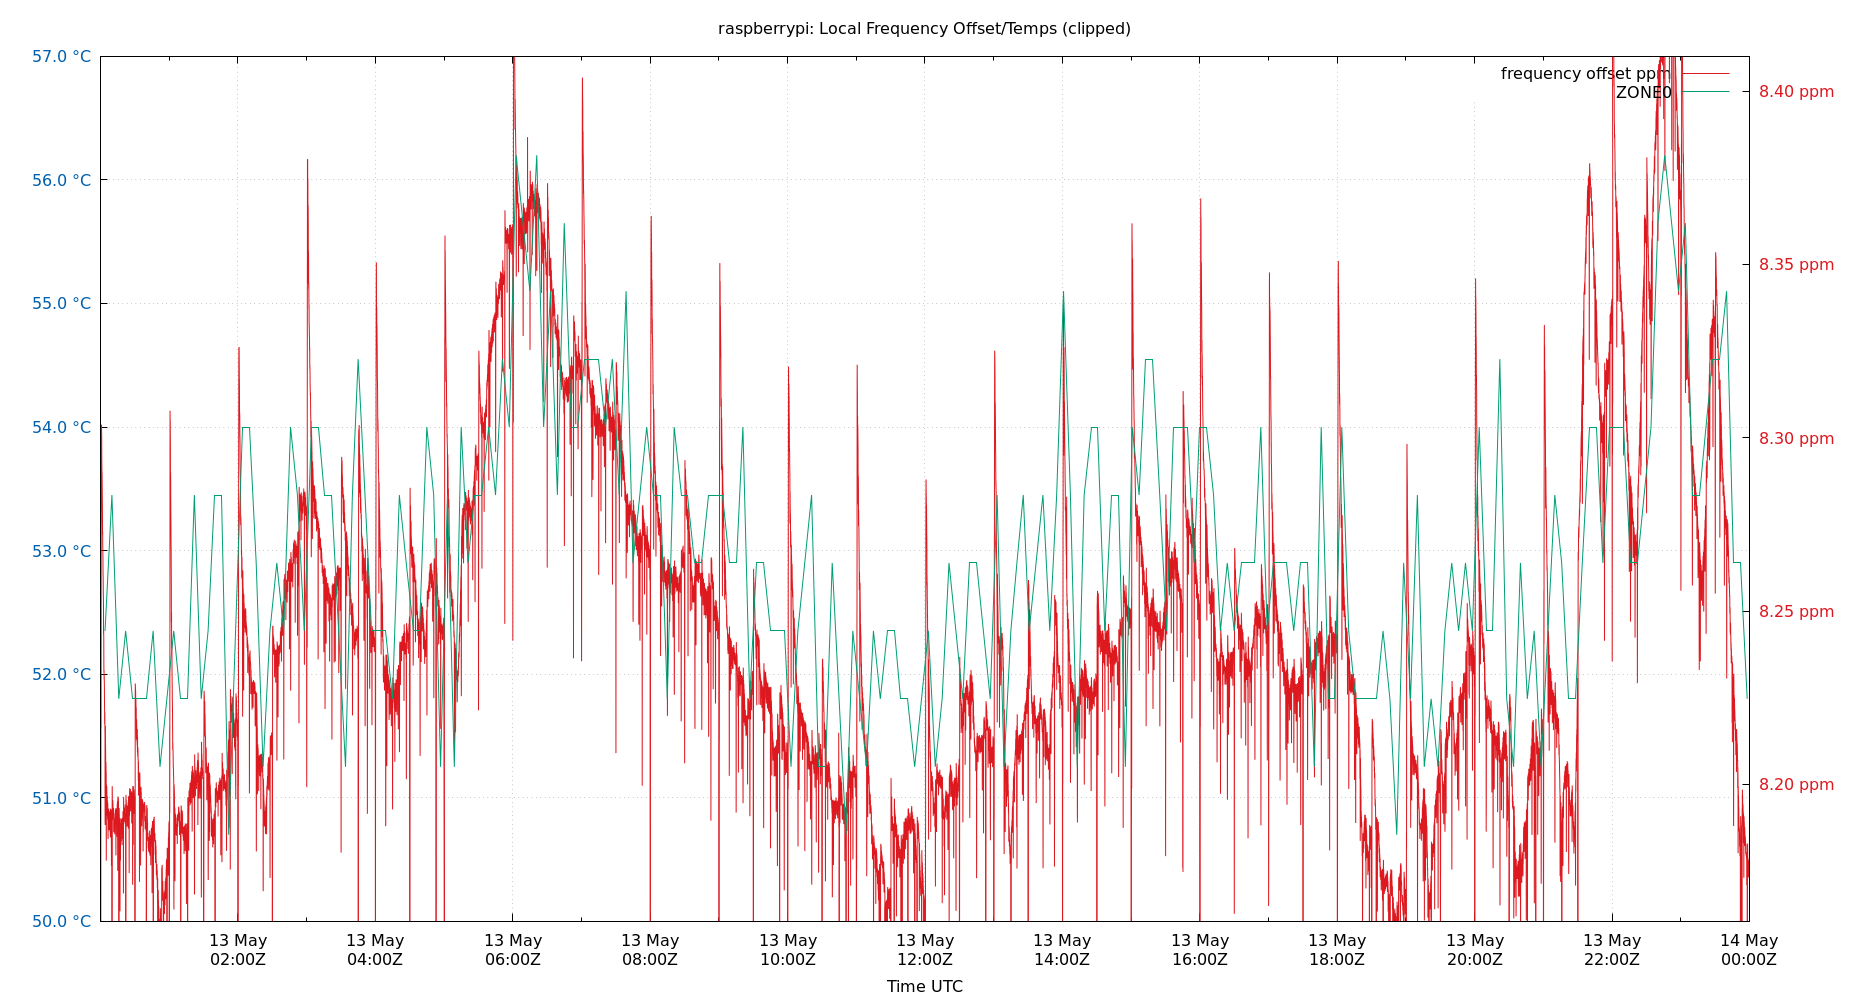 raspberrypi: Local Frequency Offset/Temps (clipped)
57.0 °C
56.0 °C
55.0 °C
54.0 °C
53.0 °C
52.0 °C
51.0 °C
50.0 °C
frequency offset ppm
ZONE0
8.40 ppm
8.35 ppm
8.30 ppm
8.25 ppm
8.20 ppm
13 May 13 May 13 May 13 May 13 May 13 May 13 May 13 May 13 May 13 May 13 May 14 May
02:00Z 04:00Z 06:00Z 08:00Z 10:00Z 12:00Z 14:00Z 16:00Z 18:00Z 20:00Z 22:00Z 00:00Z
Time UTC